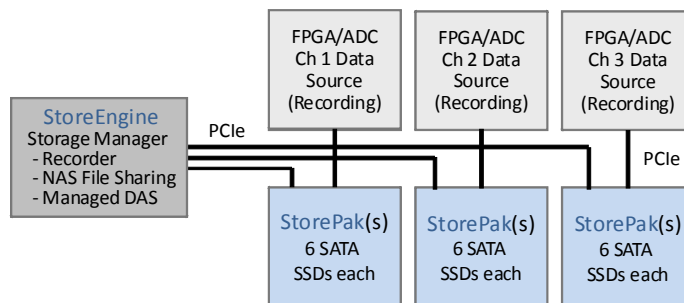 FPGA/ADC
Ch 1 Data
Source
(Recording)
FPGA/ADC
Ch 2 Data
Source
(Recording)
FPGA/ADC
Ch 3 Data
Source
(Recording)
StoreEngine
Storage Manager
- Recorder
- NAS File Sharing
- Managed DAS
PCIe
PCIe
StorePak(s)
6 SATA
SSDs each
StorePak(s)
6 SATA
SSDs each
StorePak(s)
6 SATA
SSDs each